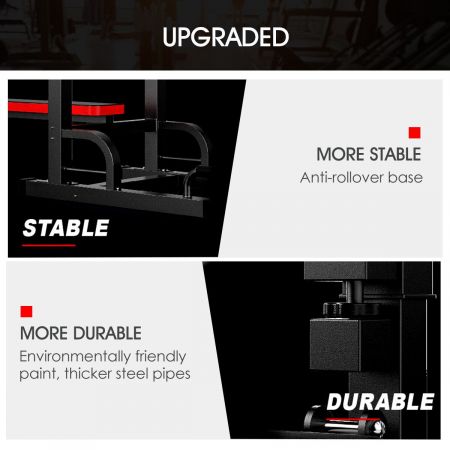 UPGRADED
MORE STABLE
Anti-rollover base
STABLE
MORE DURABLE
Environmentally friendly
paint, thicker steel pipes
DURABLE